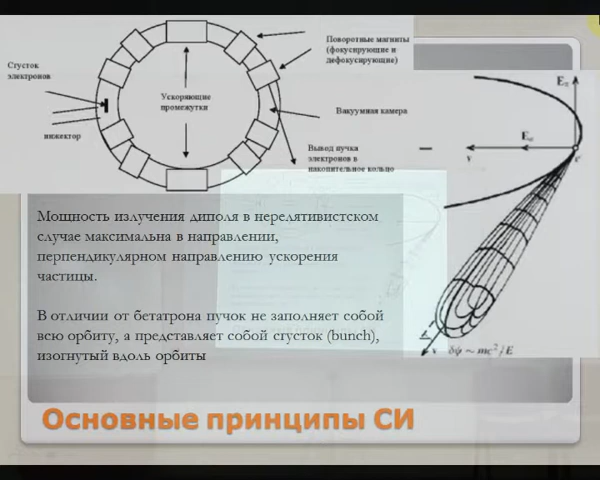 Сгусток
электронов
инжектор
Ускоряющие
промежутки
Поворотные магниты
(фокусирующие и
дефокусирующие)
Вакуумная камера
Вывод пучка
электронов в
накопительное кольцо
v
e
v
δψ ~ mc²/E
Мощность излучения диполя в нерелятивистском
случае максимальна в направлении,
перпендикулярном направлению ускорения
частицы.
В отличии от бетатрона пучок не заполняет собой
всю орбиту, а представляет собой сгусток (bunch),
изогнутый вдоль орбиты
Основные принципы СИ